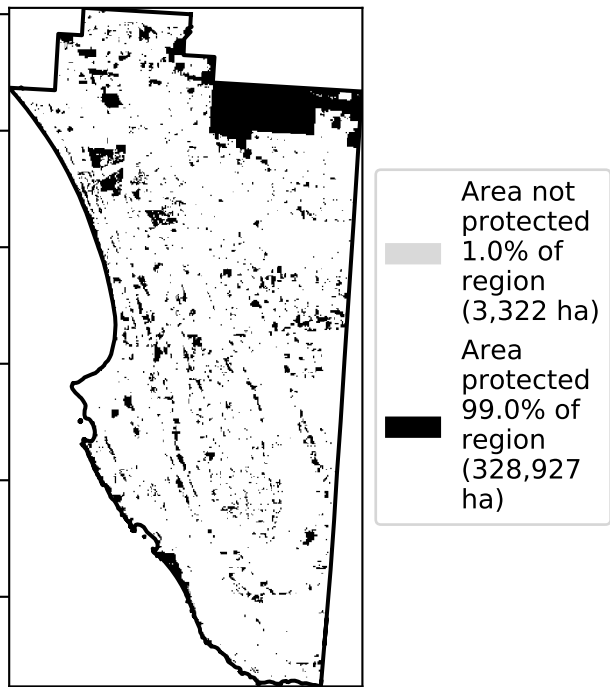 Area not
protected
1.0% of
region
(3,322 ha)
Area
protected
99.0% of
region
(328,927
ha)